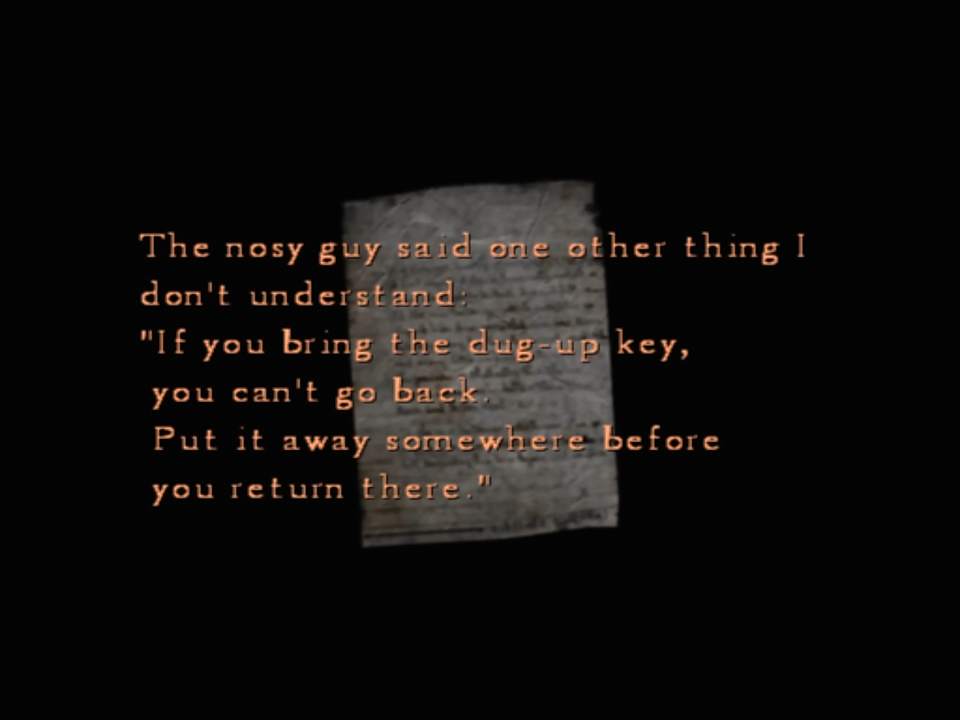 The nosy guy said one other thing I
don't understand:
"If you bring the dug-up key,
you can't go back.
Put it away somewhere before
you return there."